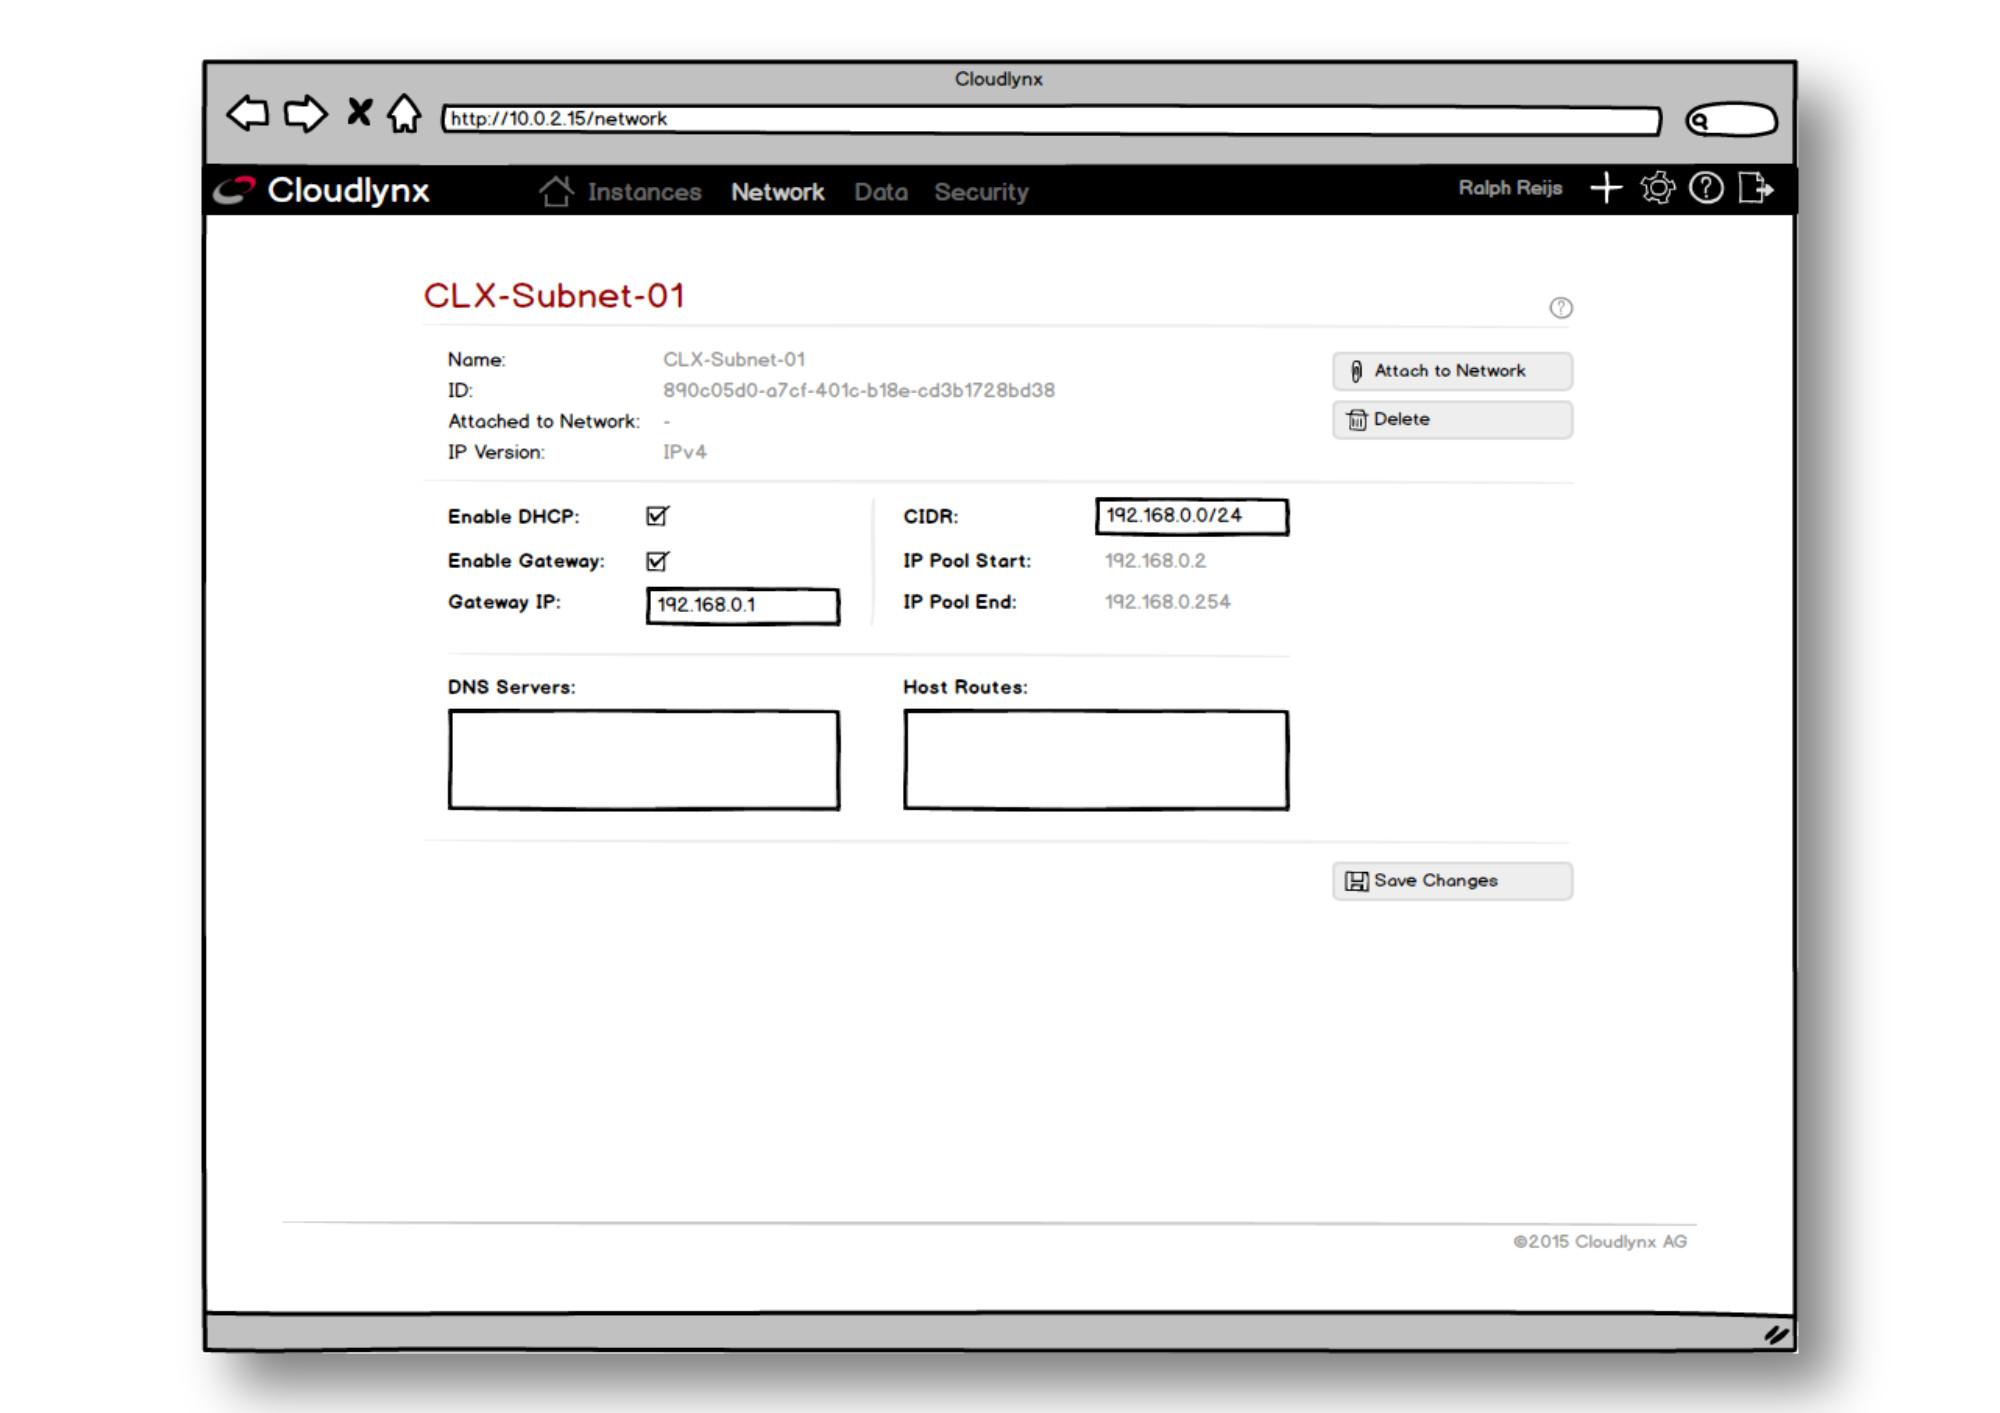 Cloudlynx
http://10.0.2.15/network
Cloudlynx Instances Network Data Security Ralph Reijs
CLX-Subnet-01
Name: CLX-Subnet-01
Attach to Network
ID: 890c05d0-a7cf-401c-b18e-cd3b1728bd38
Attached to Network: -
Delete
IP Version: IPv4
Enable DHCP:
CIDR: 192.168.0.0/24
Enable Gateway:
IP Pool Start: 192.168.0.2
Gateway IP: 192.168.0.1
IP Pool End: 192.168.0.254
DNS Servers:
Host Routes:
Save Changes
©2015 Cloudlynx AG